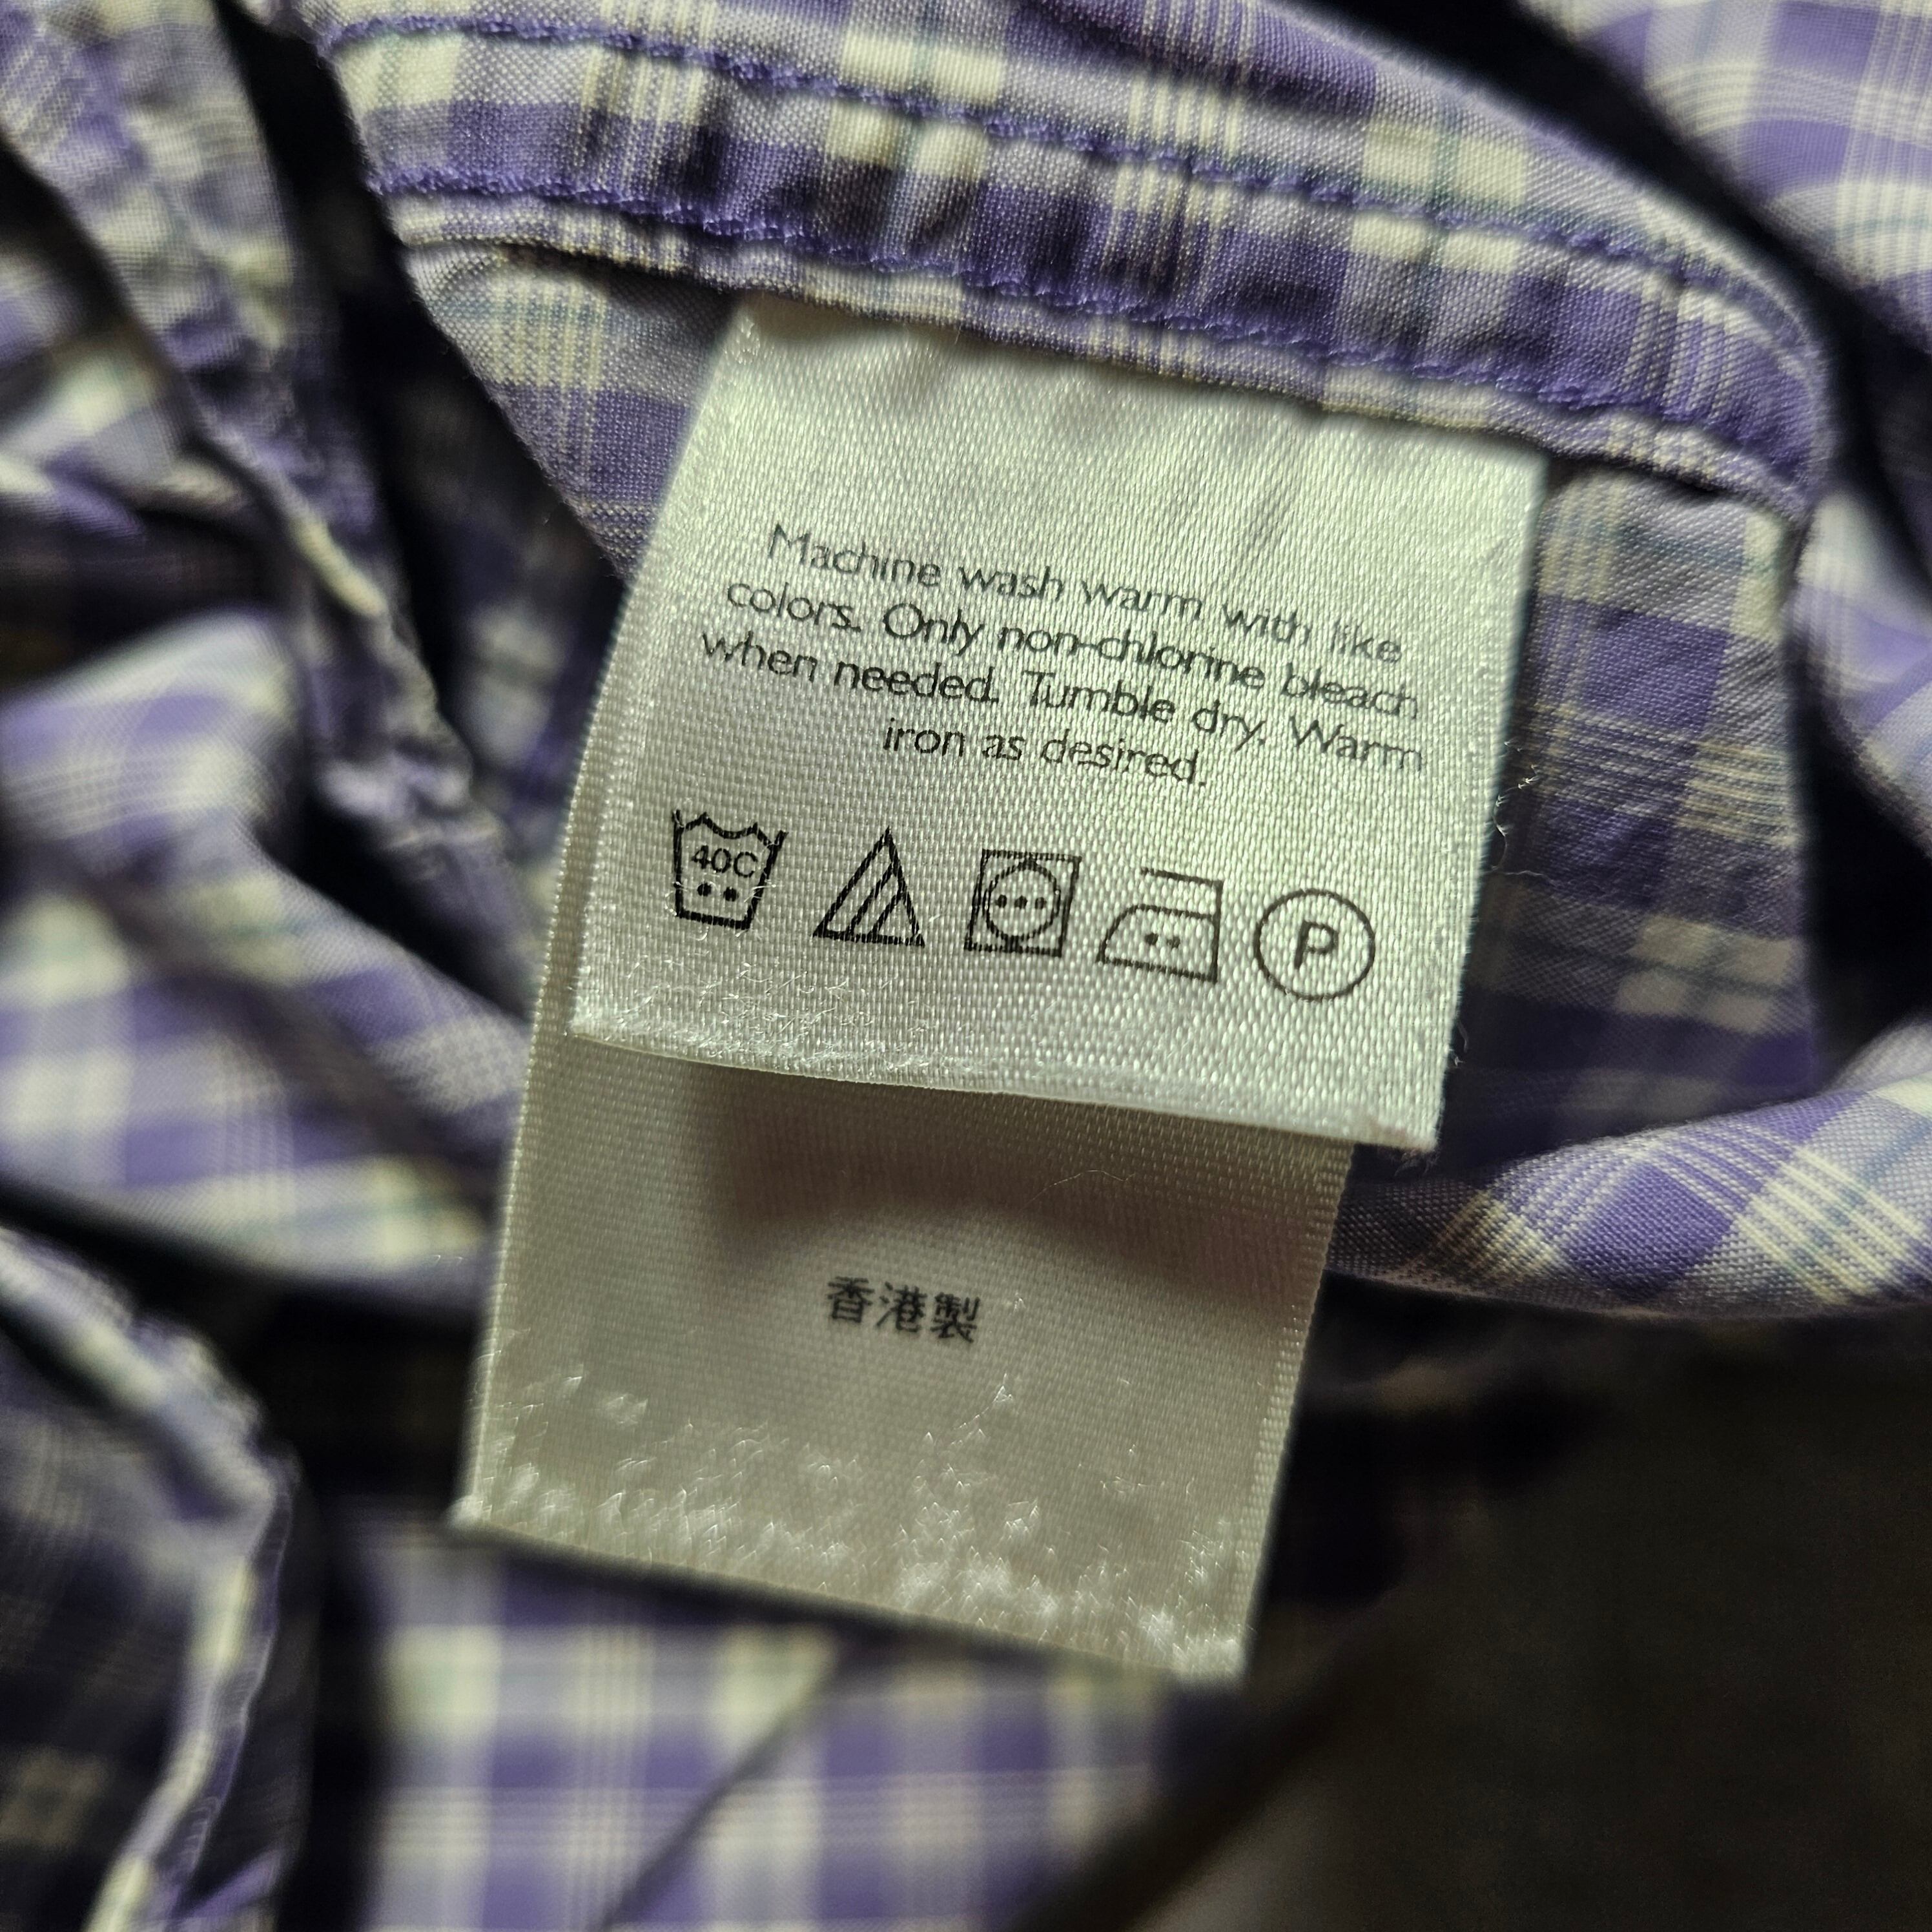 Machine wash warm with like
colors. Only non-chlorine bleach
when needed. Tumble dry. Warm
iron as desired.
40C
P
香港製